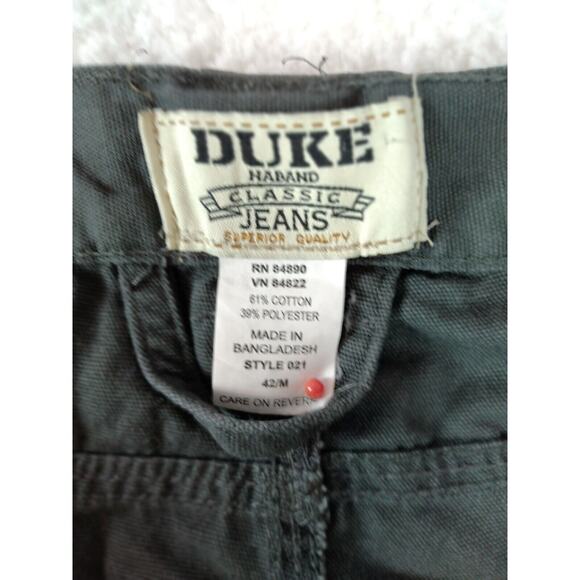 DUKE
HABAND
CLASSIC
JEANS
SUPERIOR QUALITY
RN 84890
VN 84822
61% COTTON
39% POLYESTER
MADE IN
BANGLADESH
STYLE 021
42/M
CARE ON REVER